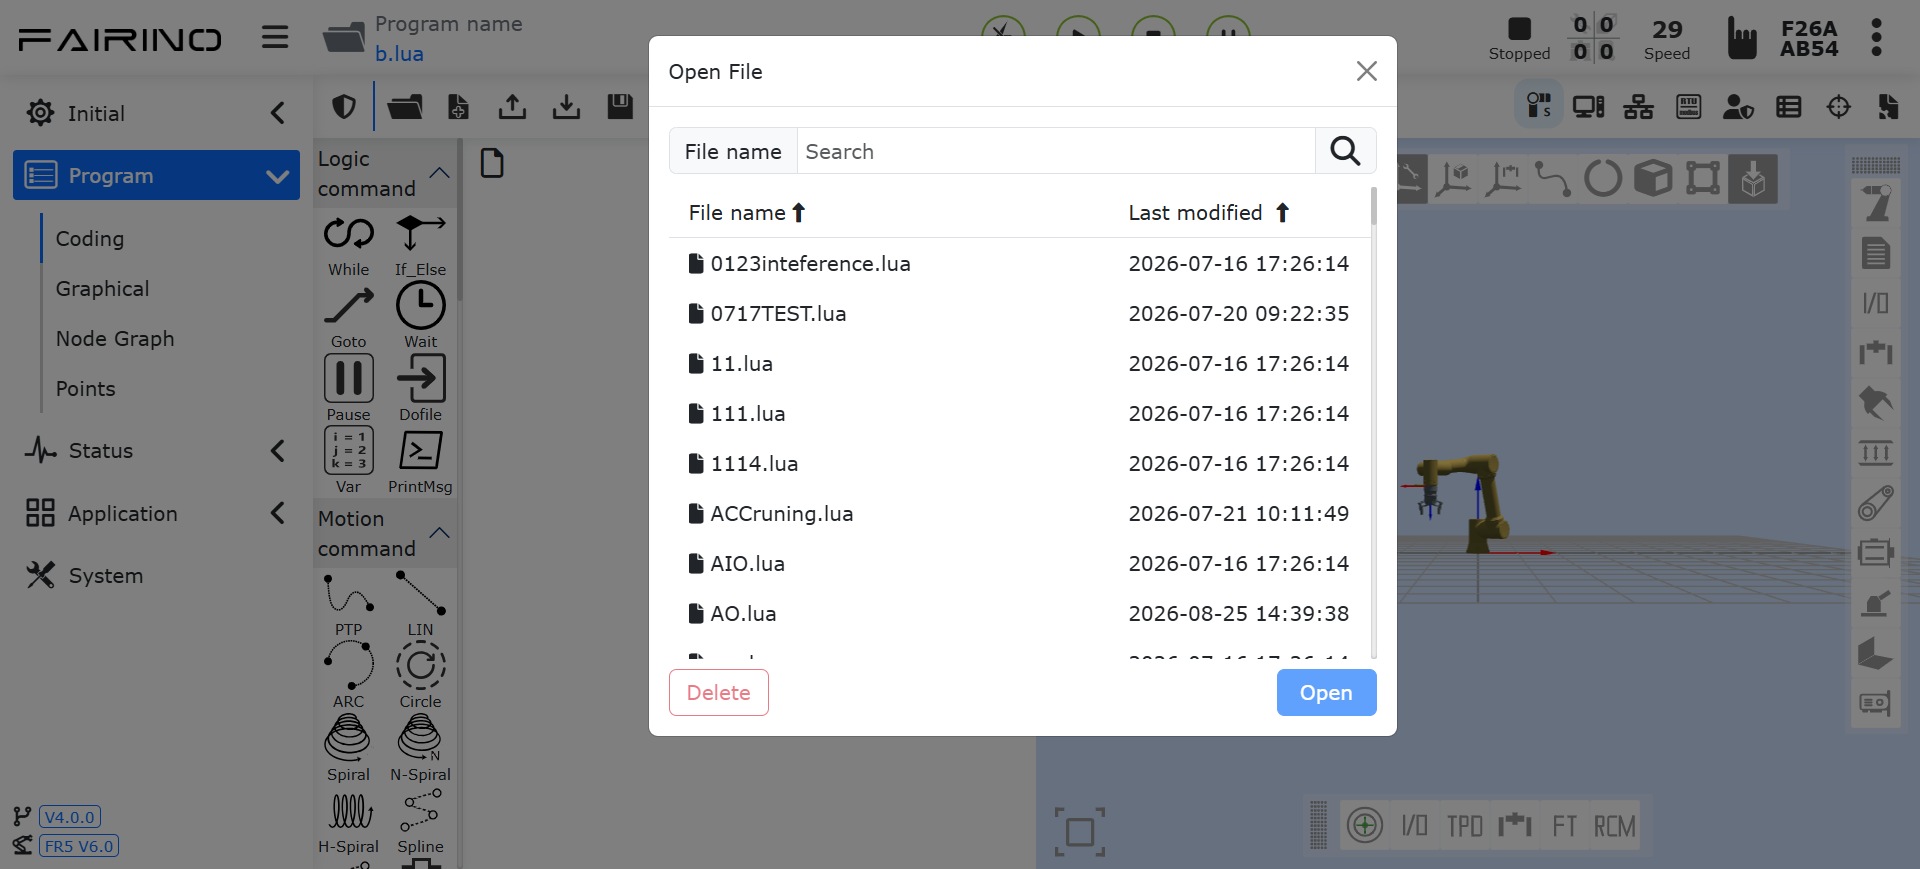 FAIRINO
Program name
b.lua
Stopped
0 0
0 0
29
Speed
F26A
AB54
Initial
Program
Coding
Graphical
Node Graph
Points
Status
Application
System
V4.0.0
FR5 V6.0
Logic
command
While
If_Else
Goto
Wait
Pause
Dofile
i = 1
j = 2
k = 3
Var
PrintMsg
Motion
command
PTP
LIN
ARC
Circle
Spiral
N
N-Spiral
H-Spiral
Spline
Open File
File name
Search
File name
Last modified
0123inteference.lua 2026-07-16 17:26:14
0717TEST.lua 2026-07-20 09:22:35
11.lua 2026-07-16 17:26:14
111.lua 2026-07-16 17:26:14
1114.lua 2026-07-16 17:26:14
ACCruning.lua 2026-07-21 10:11:49
AIO.lua 2026-07-16 17:26:14
AO.lua 2026-08-25 14:39:38
Delete
Open
S
RTU
I/O
I/O
TPD
FT
RCM